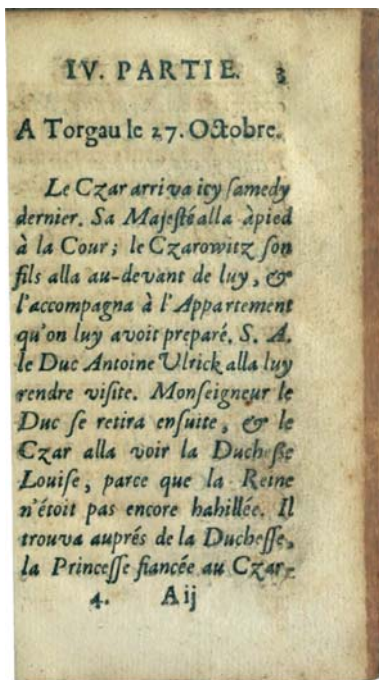 IV. PARTIE. 3
A Torgau le 27. Octobre.
Le Czar arriva icy ſamedy
dernier. Sa Majeſté alla àpied
à la Cour ; le Czarowitz ſon
fils alla au-devant de luy, &
l'accompagna à l'Appartement
qu'on luy avoit preparé. S. A.
le Duc Antoine Ulrick alla luy
rendre viſite. Monſeigneur le
Duc ſe retira enſuite, & le
Czar alla voir la Ducheſſe
Louiſe, parce que la Reine
n'étoit pas encore habillée. Il
trouva auprés de la Ducheſſe,
la Princeſſe fiancée au Czar-
4. A ij